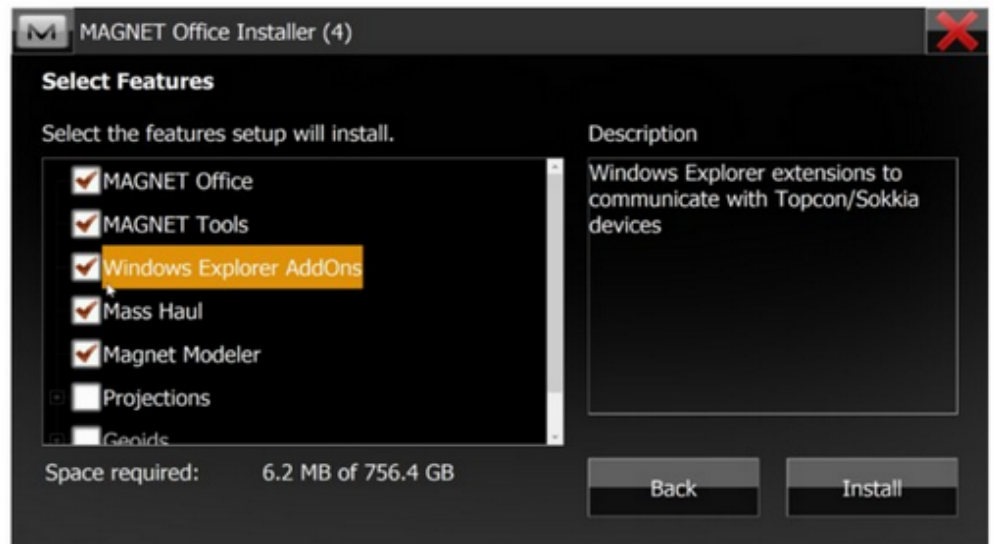 MAGNET Office Installer (4)
Select Features
Select the features setup will install.
Description
MAGNET Office
MAGNET Tools
Windows Explorer AddOns
Mass Haul
Magnet Modeler
Projections
Geoids
Windows Explorer extensions to
communicate with Topcon/Sokkia
devices
Space required: 6.2 MB of 756.4 GB
Back
Install